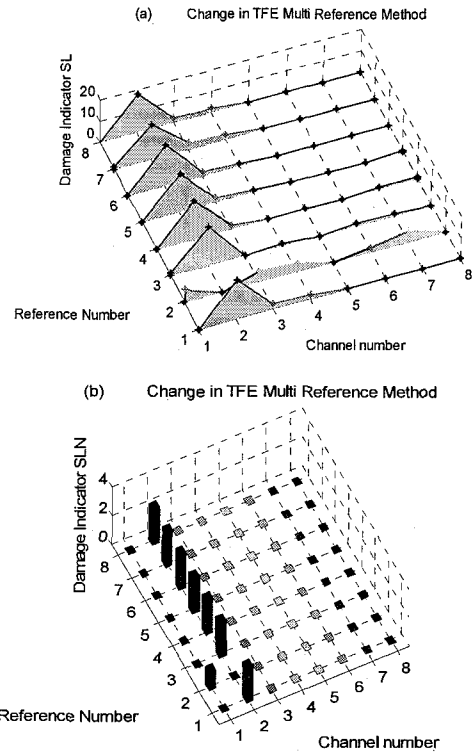 (a) Change in TFE Multi Reference Method
Damage Indicator SL
20
10
0
8
7
6
5
4
3
2
1
Reference Number
1 2 3 4 5 6 7 8
Channel number
(b) Change in TFE Multi Reference Method
Damage Indicator SLN
4
2
0
8
7
6
5
4
3
2
1
Reference Number
1 2 3 4 5 6 7 8
Channel number